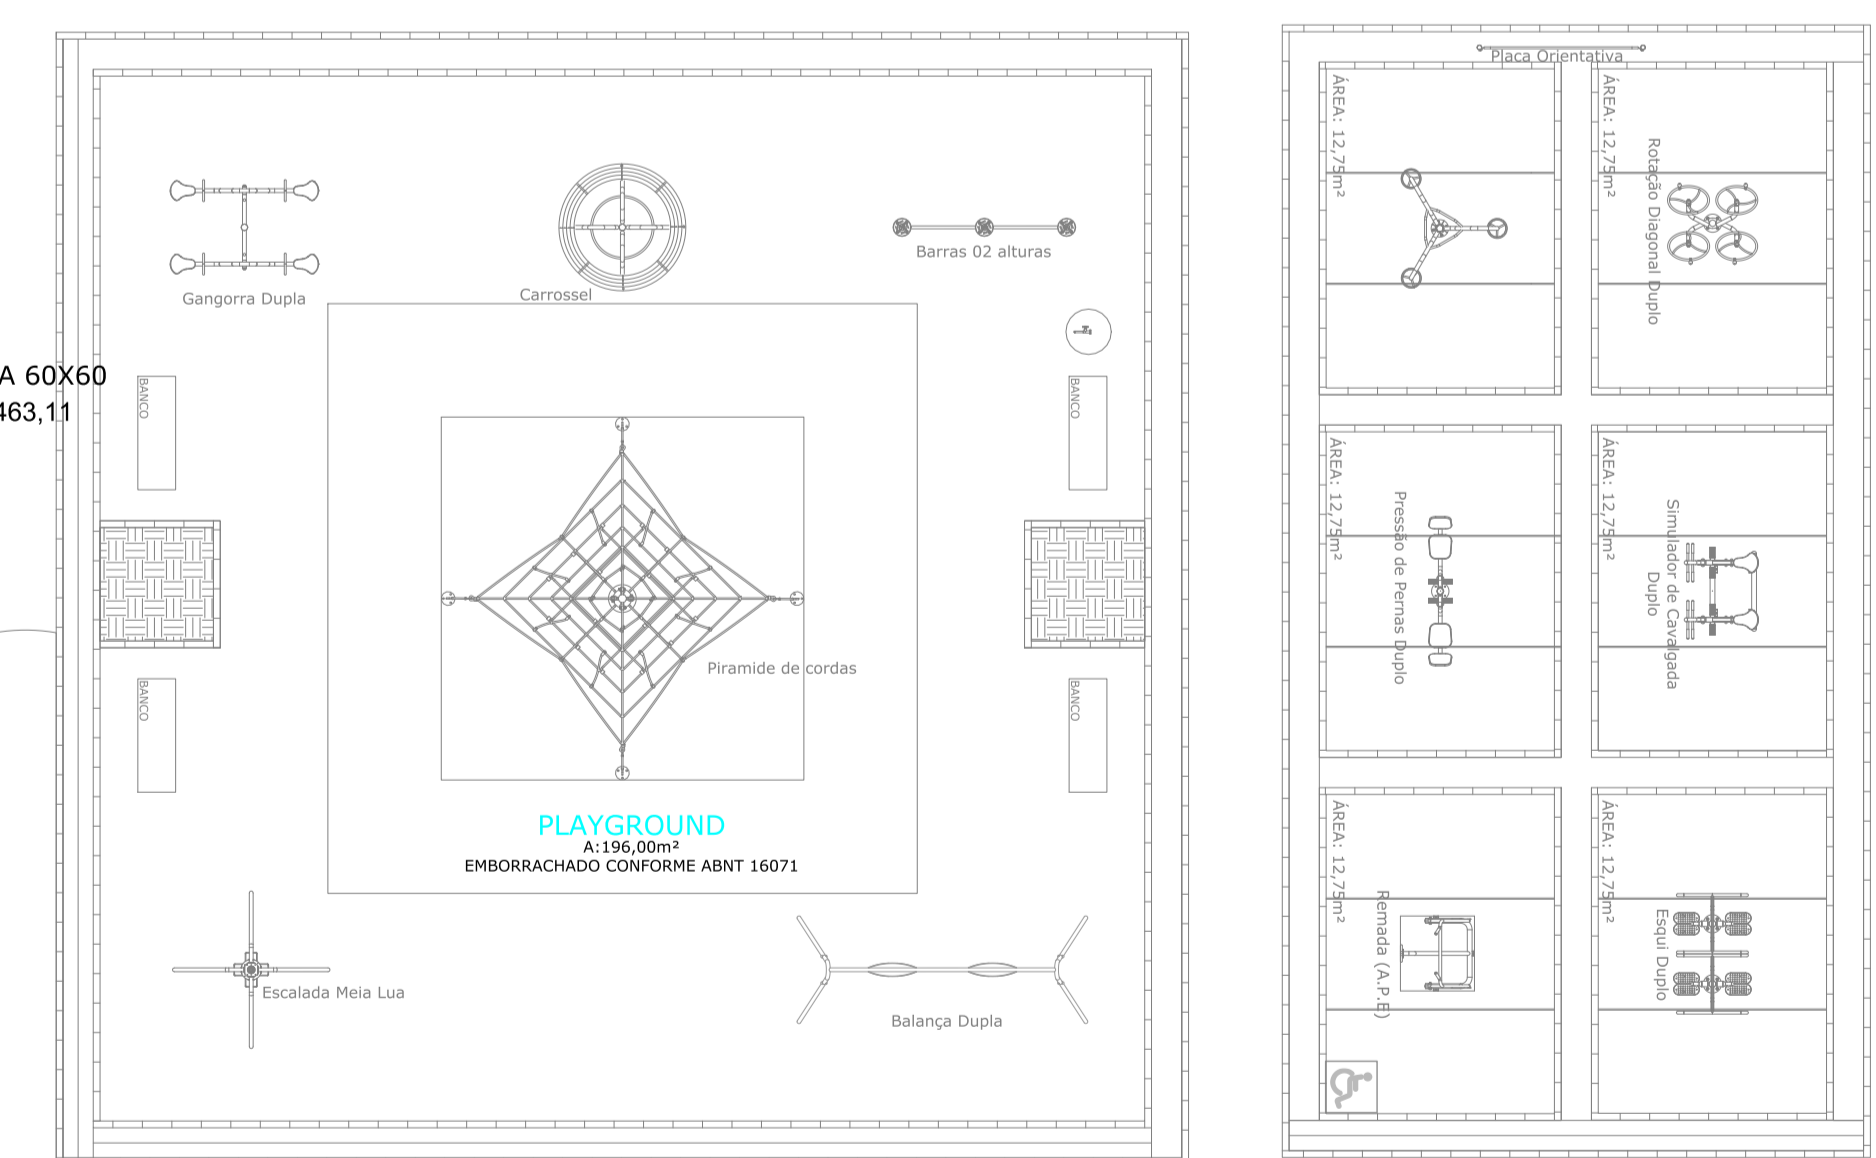 Placa Orientativa
Gangorra Dupla
Carrossel
Barras 02 alturas
A 60X60
463,11
BANCO
BANCO
BANCO
BANCO
Piramide de cordas
PLAYGROUND
A:196,00m²
EMBORRACHADO CONFORME ABNT 16071
Escalada Meia Lua
Balança Dupla
ÁREA: 12,75m²
ÁREA: 12,75m²
Rotação Diagonal Duplo
ÁREA: 12,75m²
Pressão de Pernas Duplo
ÁREA: 12,75m²
Simulador de Cavalgada
Duplo
ÁREA: 12,75m²
Remada (A.P.E)
ÁREA: 12,75m²
Esqui Duplo